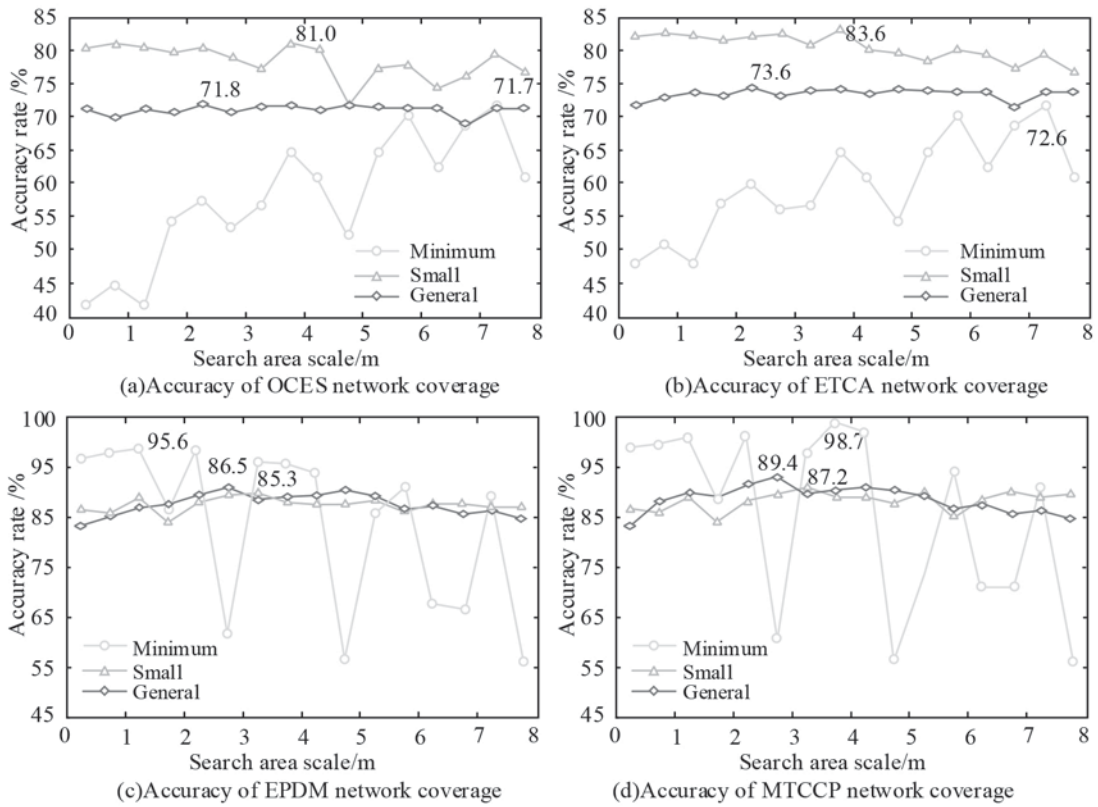 85
80
75
70
65
60
55
50
45
40
Accuracy rate /%
81.0
71.8
71.7
Minimum
Small
General
0 1 2 3 4 5 6 7 8
Search area scale/m
(a)Accuracy of OCES network coverage
85
80
75
70
65
60
55
50
45
40
Accuracy rate /%
83.6
73.6
72.6
Minimum
Small
General
0 1 2 3 4 5 6 7 8
Search area scale/m
(b)Accuracy of ETCA network coverage
100
95
85
75
65
55
45
Accuracy rate /%
95.6
86.5
85.3
Minimum
Small
General
0 1 2 3 4 5 6 7 8
Search area scale/m
(c)Accuracy of EPDM network coverage
100
95
85
75
65
55
45
Accuracy rate /%
98.7
89.4
87.2
Minimum
Small
General
0 1 2 3 4 5 6 7 8
Search area scale/m
(d)Accuracy of MTCCP network coverage